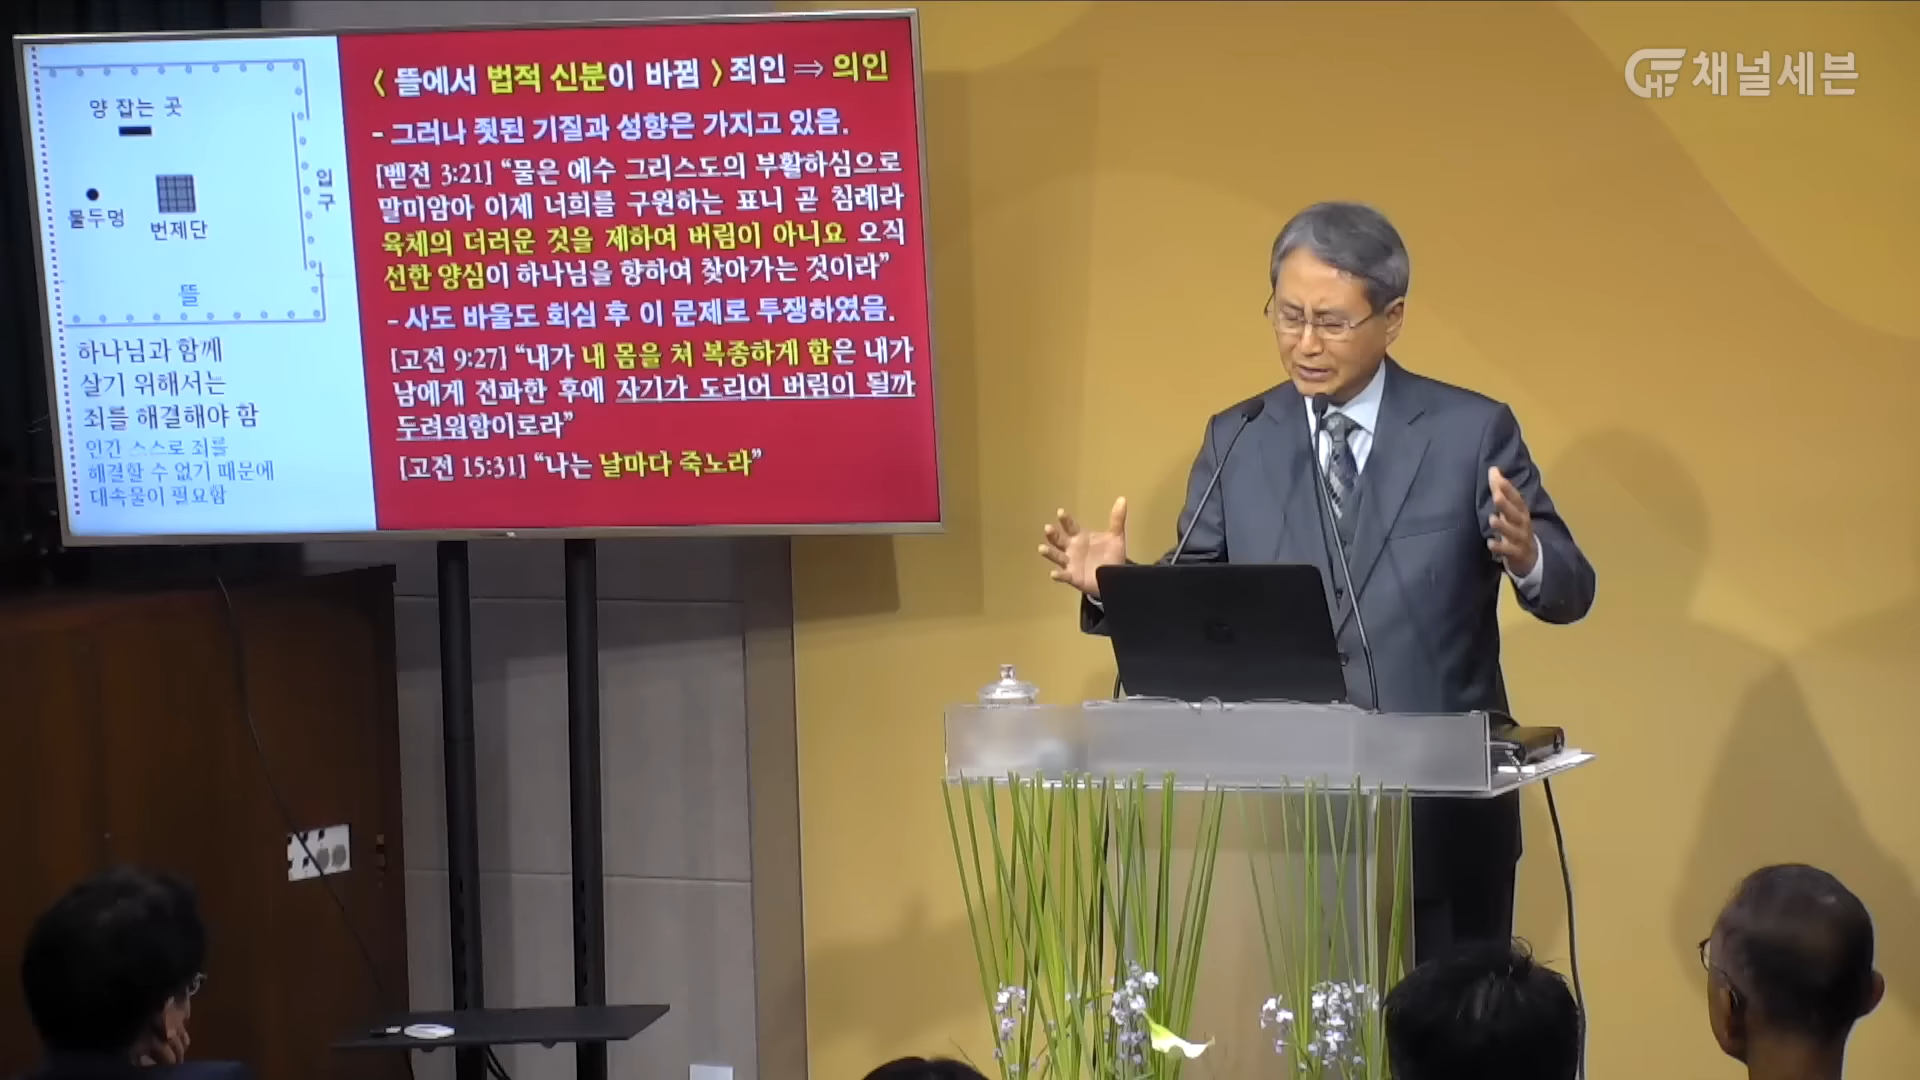 양 잡는 곳
물두멍
번제단
입구
뜰
하나님과 함께
살기 위해서는
죄를 해결해야 함
인간 스스로 죄를
해결할 수 없기 때문에
대속물이 필요함
< 뜰에서 법적 신분이 바뀜 > 죄인 ⇒ 의인
- 그러나 죗된 기질과 성향은 가지고 있음.
[벧전 3:21] “물은 예수 그리스도의 부활하심으로
말미암아 이제 너희를 구원하는 표니 곧 침례라
육체의 더러운 것을 제하여 버림이 아니요 오직
선한 양심이 하나님을 향하여 찾아가는 것이라”
- 사도 바울도 회심 후 이 문제로 투쟁하였음.
[고전 9:27] “내가 내 몸을 쳐 복종하게 함은 내가
남에게 전파한 후에 자기가 도리어 버림이 될까
두려워함이로라”
[고전 15:31] “나는 날마다 죽노라”
채널세븐